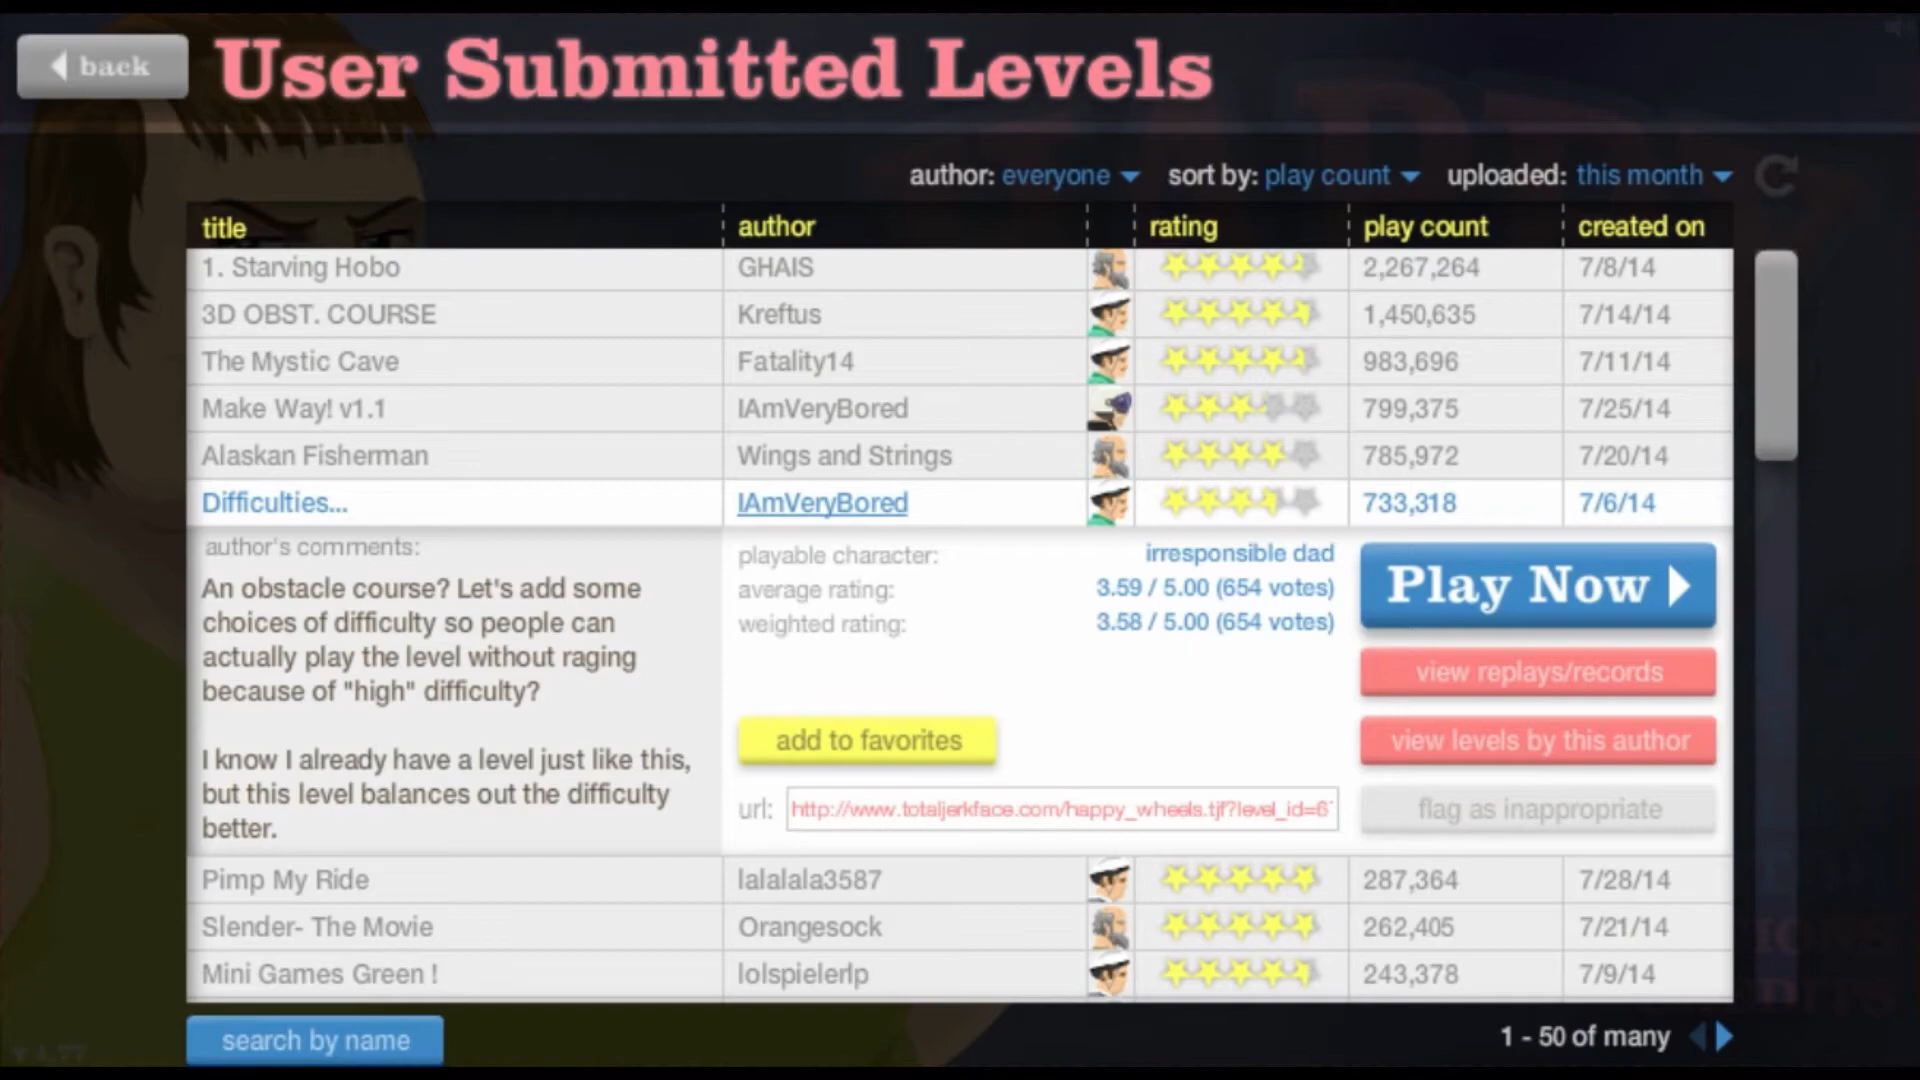 back
User Submitted Levels
author: everyone sort by: play count uploaded: this month
title author rating play count created on
1. Starving Hobo GHAIS 2,267,264 7/8/14
3D OBST. COURSE Kreftus 1,450,635 7/14/14
The Mystic Cave Fatality14 983,696 7/11/14
Make Way! v1.1 IAmVeryBored 799,375 7/25/14
Alaskan Fisherman Wings and Strings 785,972 7/20/14
Difficulties... IAmVeryBored 733,318 7/6/14
author's comments:
An obstacle course? Let's add some
choices of difficulty so people can
actually play the level without raging
because of "high" difficulty?
I know I already have a level just like this,
but this level balances out the difficulty
better.
playable character: irresponsible dad
average rating: 3.59 / 5.00 (654 votes)
weighted rating: 3.58 / 5.00 (654 votes)
add to favorites
url: http://www.totaljerkface.com/happy_wheels.tjf?level_id=6
Play Now
view replays/records
view levels by this author
flag as inappropriate
Pimp My Ride lalalala3587 287,364 7/28/14
Slender- The Movie Orangesock 262,405 7/21/14
Mini Games Green ! lolspielerlp 243,378 7/9/14
search by name
1 - 50 of many